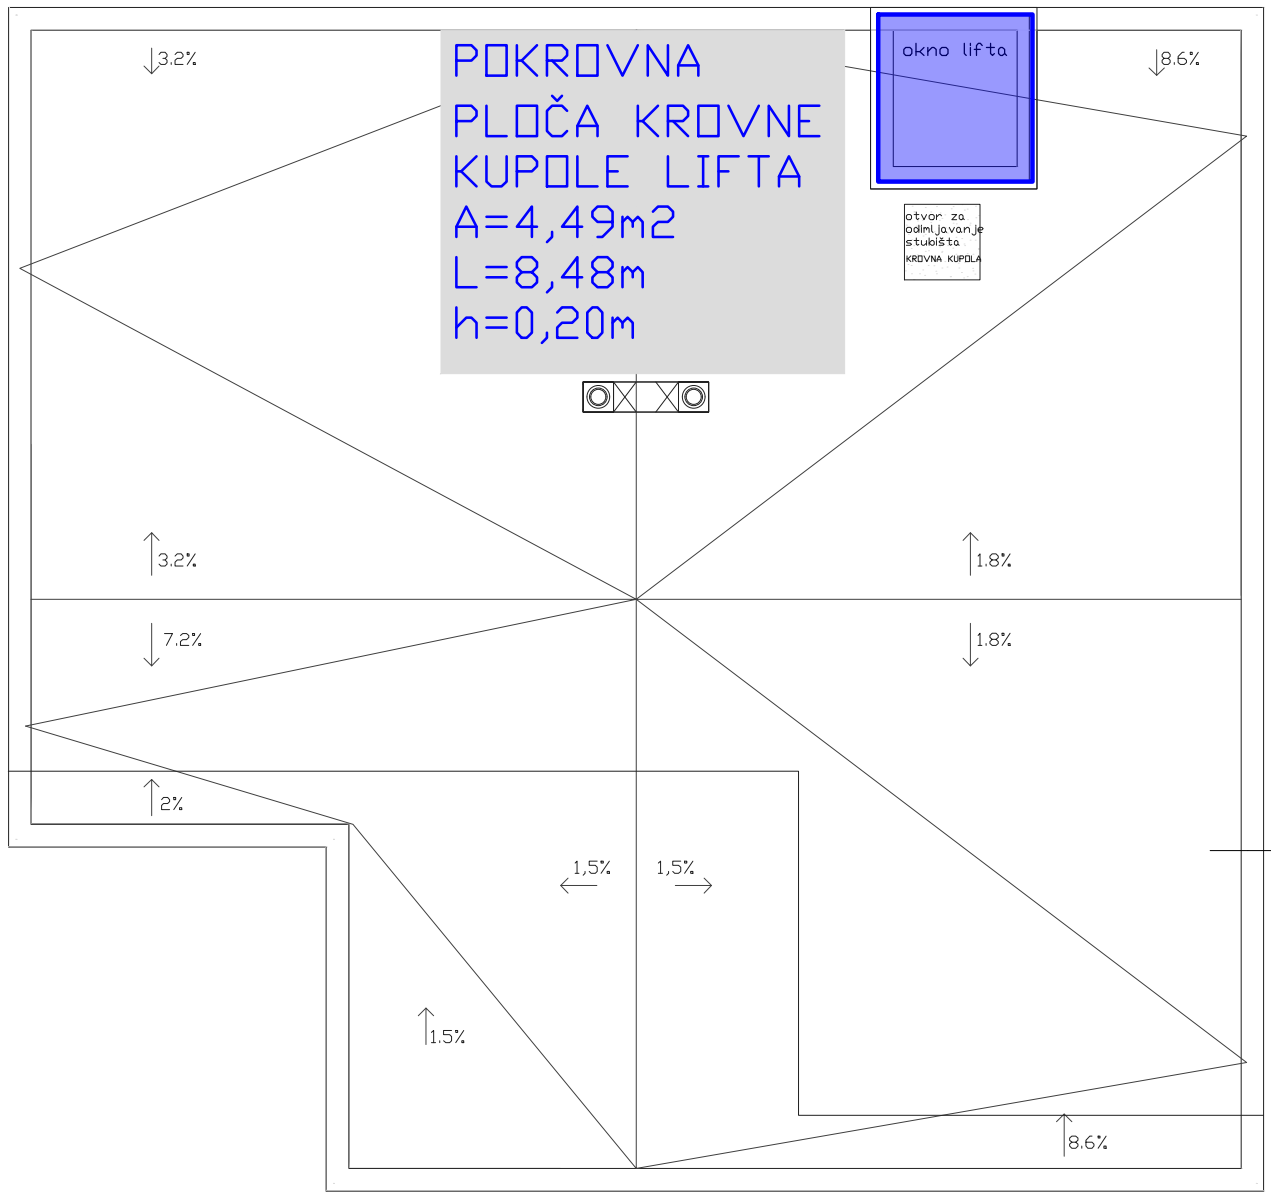 3.2%
8.6%
okno lifta
POKROVNA
PLOČA KROVNE
KUPOLE LIFTA
A=4,49m2
L=8,48m
h=0,20m
otvor za
odimljavanje
stubišta
KROVNA KUPOLA
3.2%
1.8%
7.2%
1.8%
2%
1,5%
1,5%
1.5%
8.6%